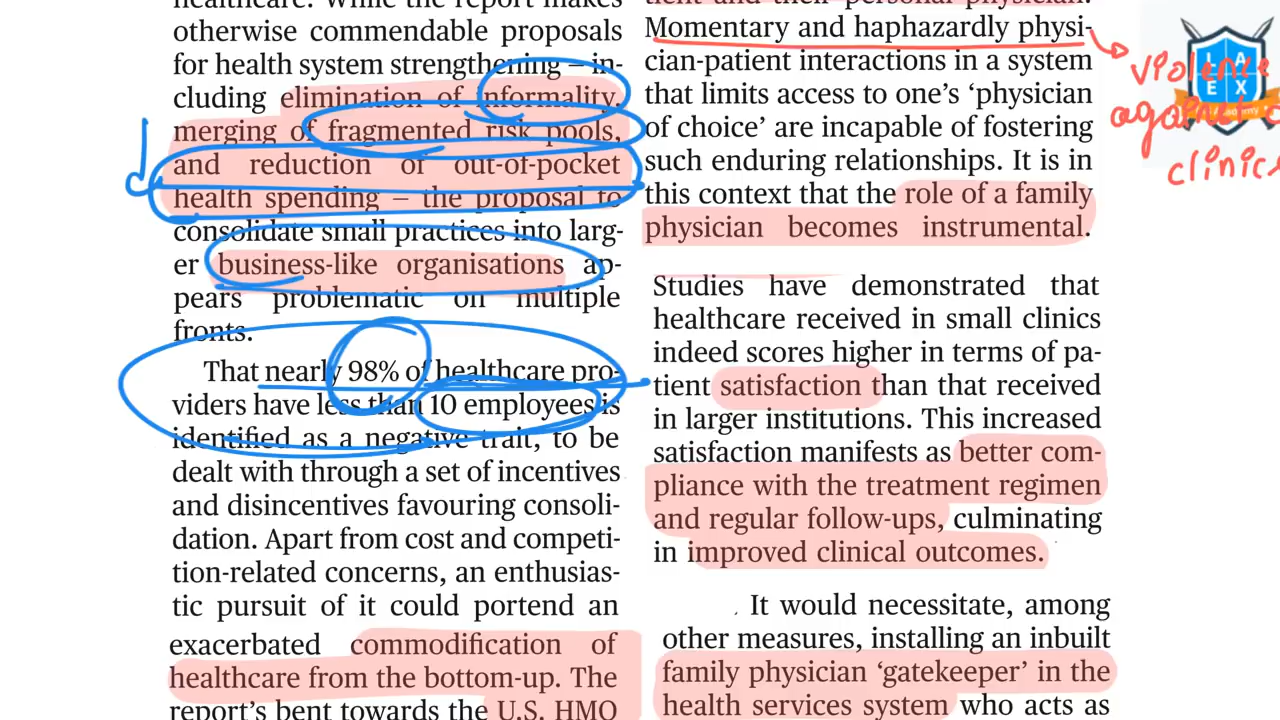 healthcare. While the report makes
otherwise commendable proposals
for health system strengthening – in-
cluding elimination of informality,
merging of fragmented risk pools,
and reduction of out-of-pocket
health spending – the proposal to
consolidate small practices into larg-
er business-like organisations ap-
pears problematic on multiple
fronts.
That nearly 98% of healthcare pro-
viders have less than 10 employees is
identified as a negative trait, to be
dealt with through a set of incentives
and disincentives favouring consoli-
dation. Apart from cost and competi-
tion-related concerns, an enthusias-
tic pursuit of it could portend an
exacerbated commodification of
healthcare from the bottom-up. The
report's bent towards the U.S. HMO
tient and their personal physician.
Momentary and haphazardly physi-
cian-patient interactions in a system
that limits access to one's 'physician
of choice' are incapable of fostering
such enduring relationships. It is in
this context that the role of a family
physician becomes instrumental.
Studies have demonstrated that
healthcare received in small clinics
indeed scores higher in terms of pa-
tient satisfaction than that received
in larger institutions. This increased
satisfaction manifests as better com-
pliance with the treatment regimen
and regular follow-ups, culminating
in improved clinical outcomes.
It would necessitate, among
other measures, installing an inbuilt
family physician 'gatekeeper' in the
health services system who acts as
violence
against
clinics
L A
E X